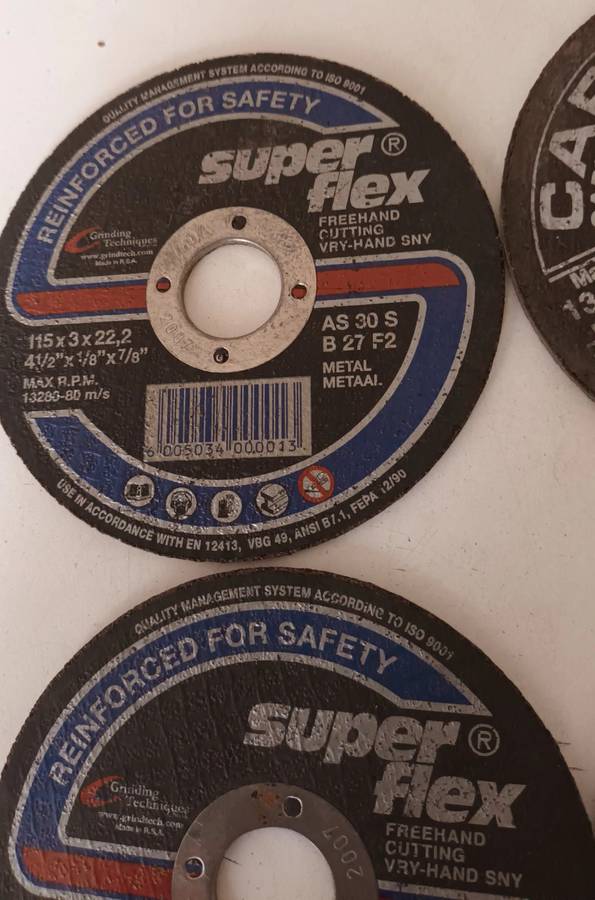 QUALITY MANAGEMENT SYSTEM ACCORDING TO ISO 9001
REINFORCED FOR SAFETY
super ®
flex
FREEHAND
CUTTING
VRY-HAND SNY
Grinding
Techniques
www.grindtech.com
Made in R.S.A.
115 x 3 x 22,2
4 1/2" x 1/8" x 7/8"
MAX R.P.M.
13280-80 m/s
AS 30 S
B 27 F2
METAL
METAAL
6 005034 000013
USE IN ACCORDANCE WITH EN 12413, VBG 49, ANSI B7.1, FEPA 12/90
CAR
Ma
13
QUALITY MANAGEMENT SYSTEM ACCORDING TO ISO 9001
REINFORCED FOR SAFETY
super ®
flex
FREEHAND
CUTTING
VRY-HAND SNY
Grinding
Techniques
www.grindtech.com
Made in R.S.A.
2007